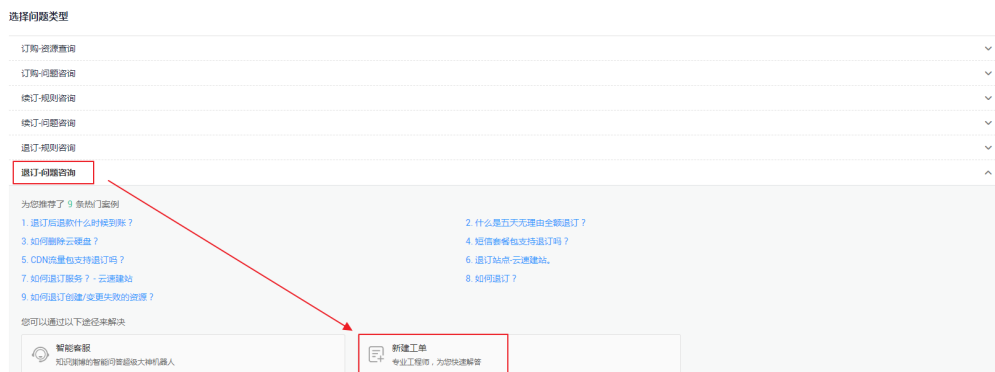 选择问题类型
订购-资源查询
订购-问题咨询
续订-规则咨询
续订-问题咨询
退订-规则咨询
退订-问题咨询
为您推荐了 9 条热门案例
1. 退订后退款什么时候到账？
2. 什么是五天无理由全额退订？
3. 如何删除云硬盘？
4. 短信套餐包支持退订吗？
5. CDN流量包支持退订吗？
6. 退订站点-云速建站。
7. 如何退订服务？ - 云速建站
8. 如何退订？
9. 如何退订创建/变更失败的资源？
您可以通过以下途径来解决
智能客服
知识渊博的智能问答超级大神机器人
新建工单
专业工程师，为您快速解答